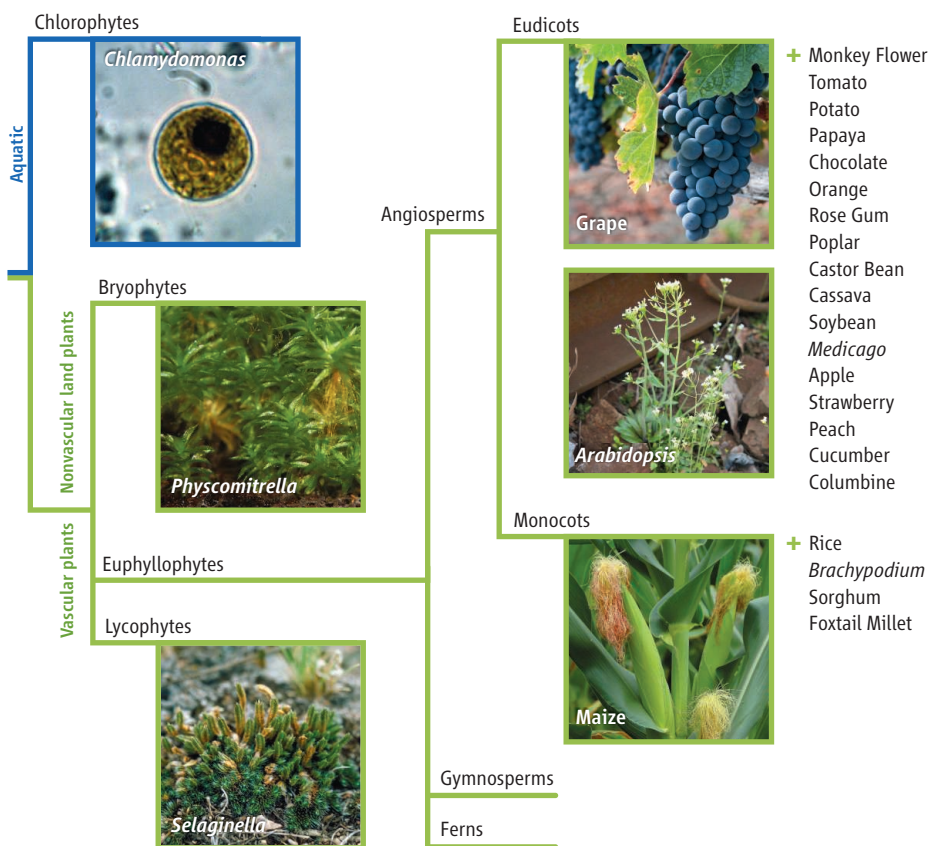 Chlorophytes
Chlamydomonas
Aquatic
Bryophytes
Nonvascular land plants
Physcomitrella
Vascular plants
Euphyllophytes
Lycophytes
Selaginella
Angiosperms
Eudicots
Grape
Arabidopsis
+ Monkey Flower
Tomato
Potato
Papaya
Chocolate
Orange
Rose Gum
Poplar
Castor Bean
Cassava
Soybean
Medicago
Apple
Strawberry
Peach
Cucumber
Columbine
Monocots
Maize
+ Rice
Brachypodium
Sorghum
Foxtail Millet
Gymnosperms
Ferns